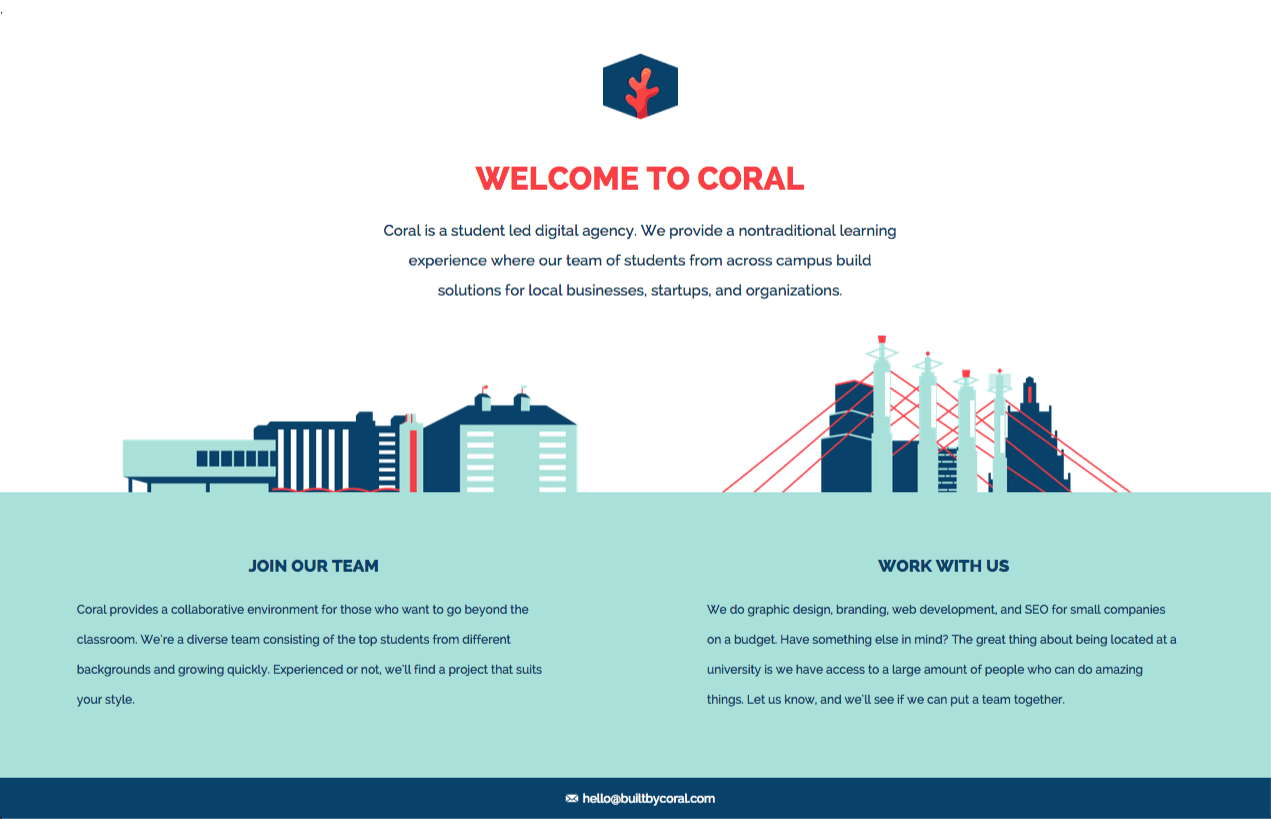 WELCOME TO CORAL
Coral is a student led digital agency. We provide a nontraditional learning
experience where our team of students from across campus build
solutions for local businesses, startups, and organizations.
JOIN OUR TEAM
Coral provides a collaborative environment for those who want to go beyond the
classroom. We're a diverse team consisting of the top students from different
backgrounds and growing quickly. Experienced or not, we'll find a project that suits
your style.
WORK WITH US
We do graphic design, branding, web development, and SEO for small companies
on a budget. Have something else in mind? The great thing about being located at a
university is we have access to a large amount of people who can do amazing
things. Let us know, and we'll see if we can put a team together.
hello@builtbycoral.com